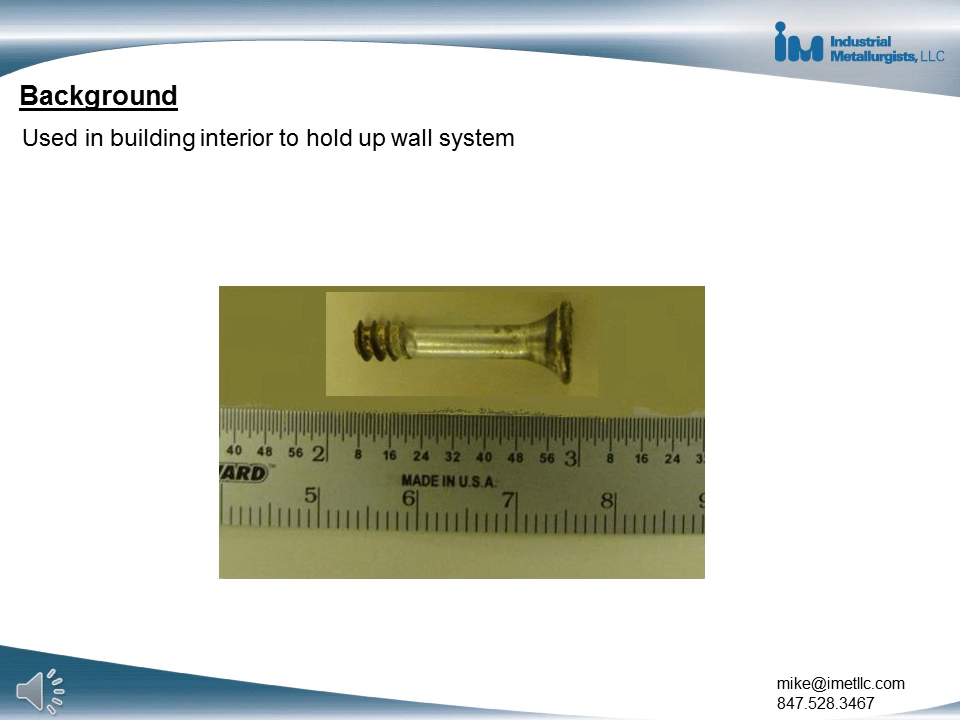 im Industrial
Metallurgists, LLC
Background
Used in building interior to hold up wall system
40 48 56 2 8 16 24 32 40 48 56 3 8 16 24
ARD™
MADE IN U.S.A.
5 6 7 8 9
mike@imetllc.com
847.528.3467